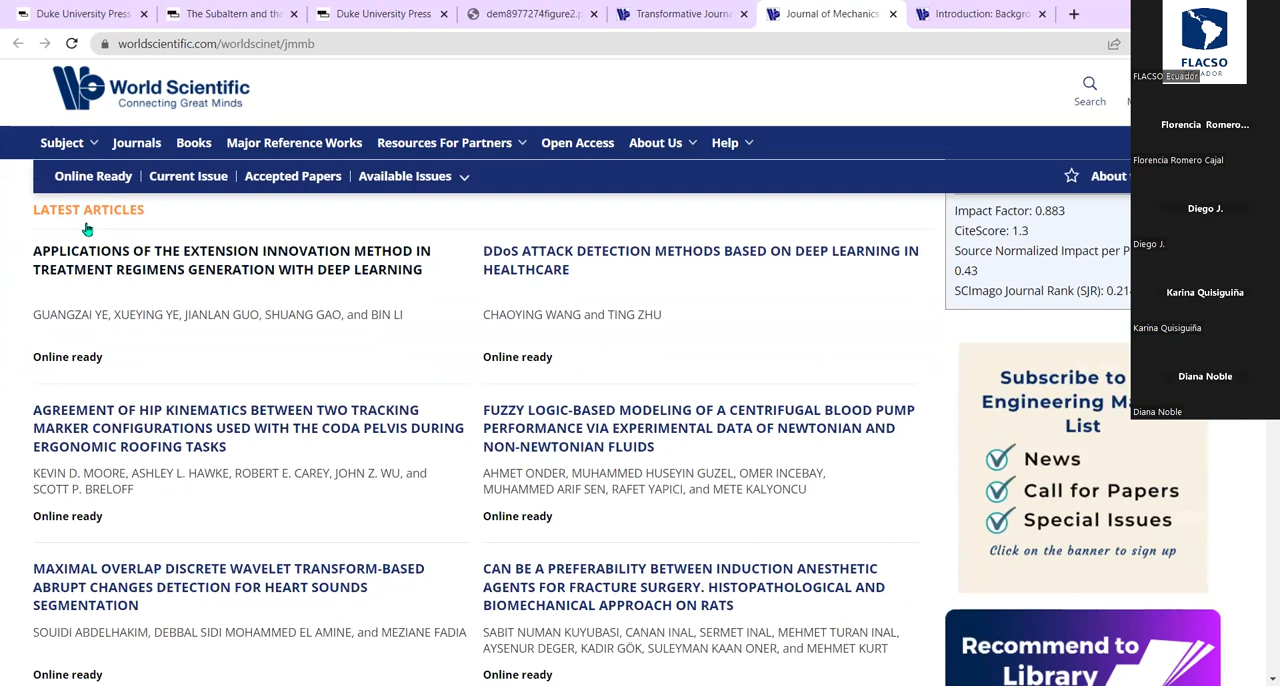 Duke University Press
The Subaltern and the
Duke University Press
dem8977274figure2.p
Transformative Journa
Journal of Mechanics
Introduction: Backgro
worldscientific.com/worldscinet/jmmb
World Scientific
Connecting Great Minds
Search
Subject
Journals
Books
Major Reference Works
Resources For Partners
Open Access
About Us
Help
Online Ready
Current Issue
Accepted Papers
Available Issues
About
LATEST ARTICLES
APPLICATIONS OF THE EXTENSION INNOVATION METHOD IN
TREATMENT REGIMENS GENERATION WITH DEEP LEARNING
GUANGZAI YE, XUEYING YE, JIANLAN GUO, SHUANG GAO, and BIN LI
Online ready
DDoS ATTACK DETECTION METHODS BASED ON DEEP LEARNING IN
HEALTHCARE
CHAOYING WANG and TING ZHU
Online ready
AGREEMENT OF HIP KINEMATICS BETWEEN TWO TRACKING
MARKER CONFIGURATIONS USED WITH THE CODA PELVIS DURING
ERGONOMIC ROOFING TASKS
KEVIN D. MOORE, ASHLEY L. HAWKE, ROBERT E. CAREY, JOHN Z. WU, and
SCOTT P. BRELOFF
Online ready
FUZZY LOGIC-BASED MODELING OF A CENTRIFUGAL BLOOD PUMP
PERFORMANCE VIA EXPERIMENTAL DATA OF NEWTONIAN AND
NON-NEWTONIAN FLUIDS
AHMET ONDER, MUHAMMED HUSEYIN GUZEL, OMER INCEBAY,
MUHAMMED ARIF SEN, RAFET YAPICI, and METE KALYONCU
Online ready
MAXIMAL OVERLAP DISCRETE WAVELET TRANSFORM-BASED
ABRUPT CHANGES DETECTION FOR HEART SOUNDS
SEGMENTATION
SOUIDI ABDELHAKIM, DEBBAL SIDI MOHAMMED EL AMINE, and MEZIANE FADIA
Online ready
CAN BE A PREFERABILITY BETWEEN INDUCTION ANESTHETIC
AGENTS FOR FRACTURE SURGERY. HISTOPATHOLOGICAL AND
BIOMECHANICAL APPROACH ON RATS
SABIT NUMAN KUYUBASI, CANAN INAL, SERMET INAL, MEHMET TURAN INAL,
AYSENUR DEGER, KADIR GÖK, SULEYMAN KAAN ONER, and MEHMET KURT
Online ready
Impact Factor: 0.883
CiteScore: 1.3
Source Normalized Impact per P
0.43
SCImago Journal Rank (SJR): 0.21
Subscribe to
Engineering Ma
List
News
Call for Papers
Special Issues
Click on the banner to sign up
Recommend to
Library
FLACSO
ADOR
FLACSO Ecuador
Florencia Romero...
Florencia Romero Cajal
Diego J.
Diego J.
Karina Quisiguiña
Karina Quisiguiña
Diana Noble
Diana Noble